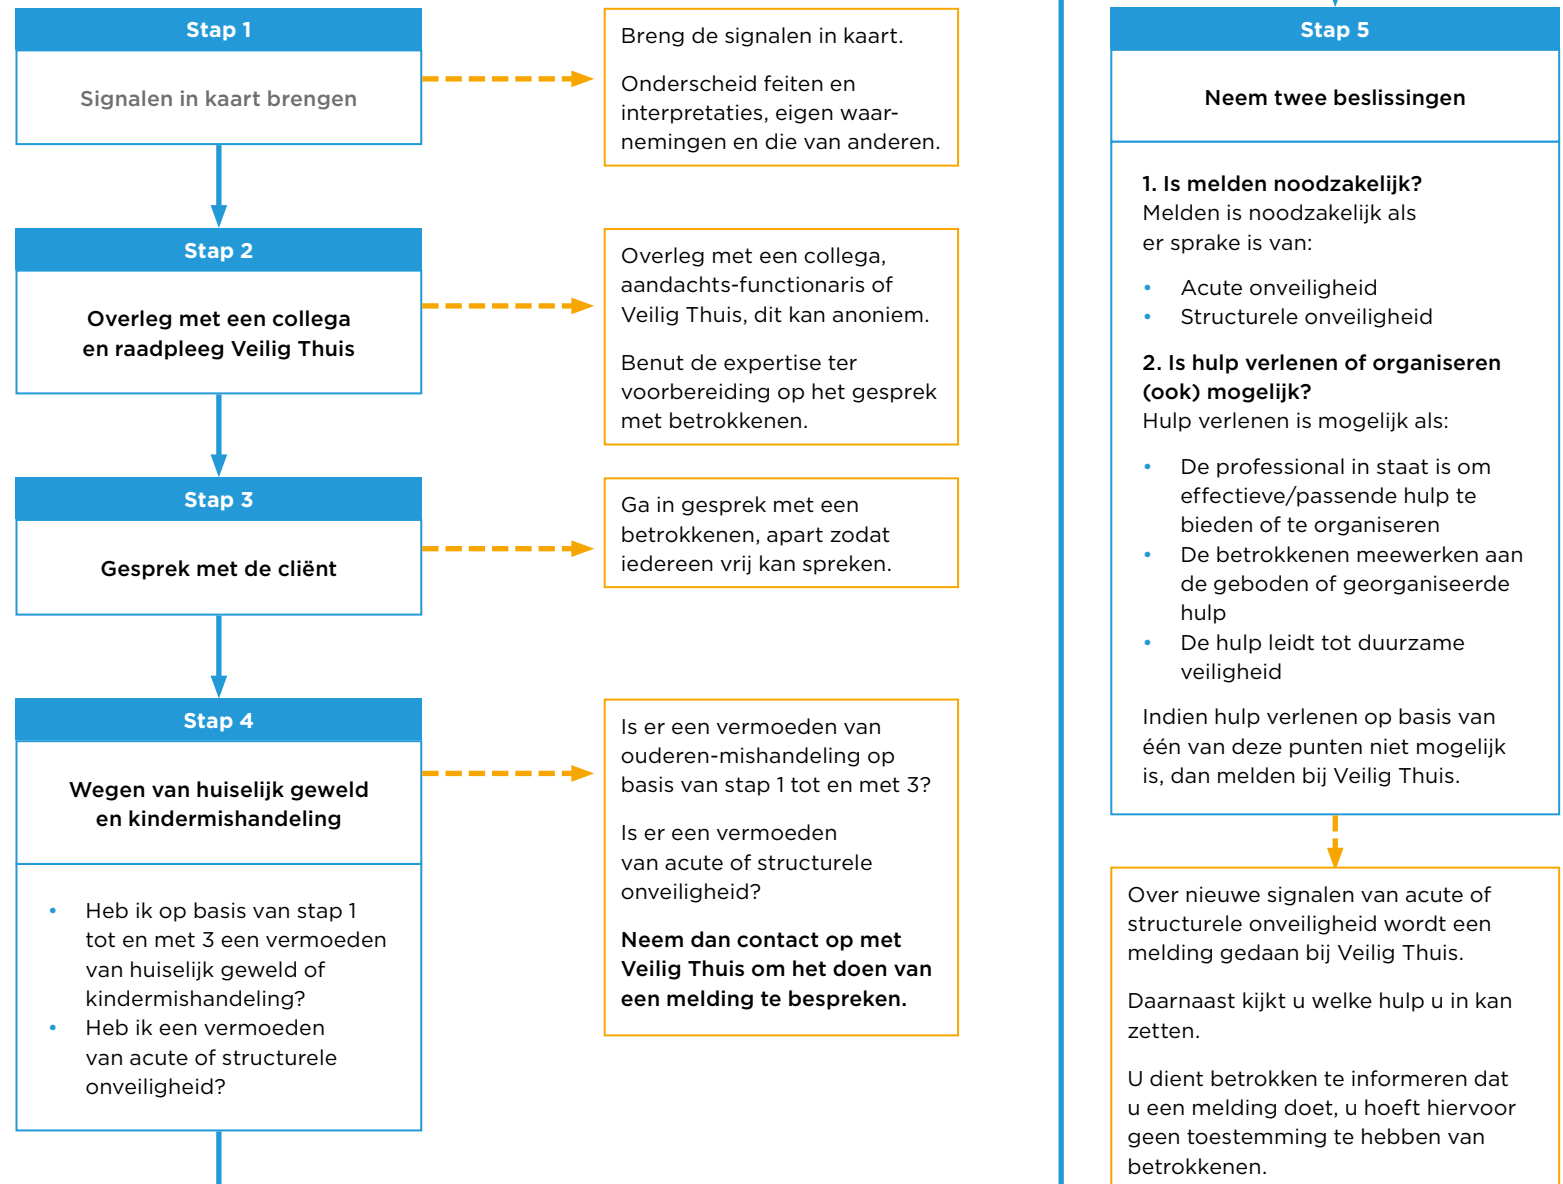 Stap 1
Signalen in kaart brengen
Breng de signalen in kaart.
Onderscheid feiten en
interpretaties, eigen waar-
nemingen en die van anderen.
Stap 2
Overleg met een collega
en raadpleeg Veilig Thuis
Overleg met een collega,
aandachts-functionaris of
Veilig Thuis, dit kan anoniem.
Benut de expertise ter
voorbereiding op het gesprek
met betrokkenen.
Stap 3
Gesprek met de cliënt
Ga in gesprek met een
betrokkenen, apart zodat
iedereen vrij kan spreken.
Stap 4
Wegen van huiselijk geweld
en kindermishandeling
• Heb ik op basis van stap 1
tot en met 3 een vermoeden
van huiselijk geweld of
kindermishandeling?
• Heb ik een vermoeden
van acute of structurele
onveiligheid?
Is er een vermoeden van
ouderen-mishandeling op
basis van stap 1 tot en met 3?
Is er een vermoeden
van acute of structurele
onveiligheid?
Neem dan contact op met
Veilig Thuis om het doen van
een melding te bespreken.
Stap 5
Neem twee beslissingen
1. Is melden noodzakelijk?
Melden is noodzakelijk als
er sprake is van:
• Acute onveiligheid
• Structurele onveiligheid
2. Is hulp verlenen of organiseren
(ook) mogelijk?
Hulp verlenen is mogelijk als:
• De professional in staat is om
effectieve/passende hulp te
bieden of te organiseren
• De betrokkenen meewerken aan
de geboden of georganiseerde
hulp
• De hulp leidt tot duurzame
veiligheid
Indien hulp verlenen op basis van
één van deze punten niet mogelijk
is, dan melden bij Veilig Thuis.
Over nieuwe signalen van acute of
structurele onveiligheid wordt een
melding gedaan bij Veilig Thuis.
Daarnaast kijkt u welke hulp u in kan
zetten.
U dient betrokken te informeren dat
u een melding doet, u hoeft hiervoor
geen toestemming te hebben van
betrokkenen.